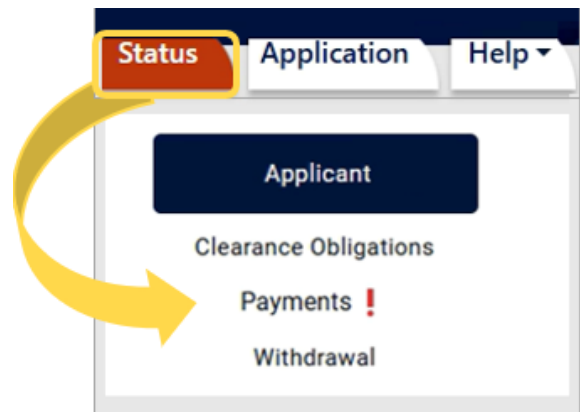 Status Application Help
Applicant
Clearance Obligations
Payments ❗
Withdrawal